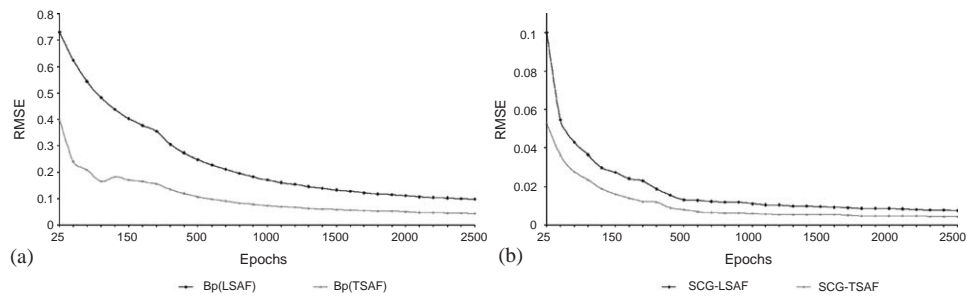 0.8
0.7
0.6
0.5
0.4
0.3
0.2
0.1
0
RMSE
25 150 500 1000 1500 2000 2500
Epochs
(a)
Bp(LSAF) Bp(TSAF)
0.1
0.08
0.06
0.04
0.02
0
RMSE
25 150 500 1000 1500 2000 2500
Epochs
(b)
SCG-LSAF SCG-TSAF